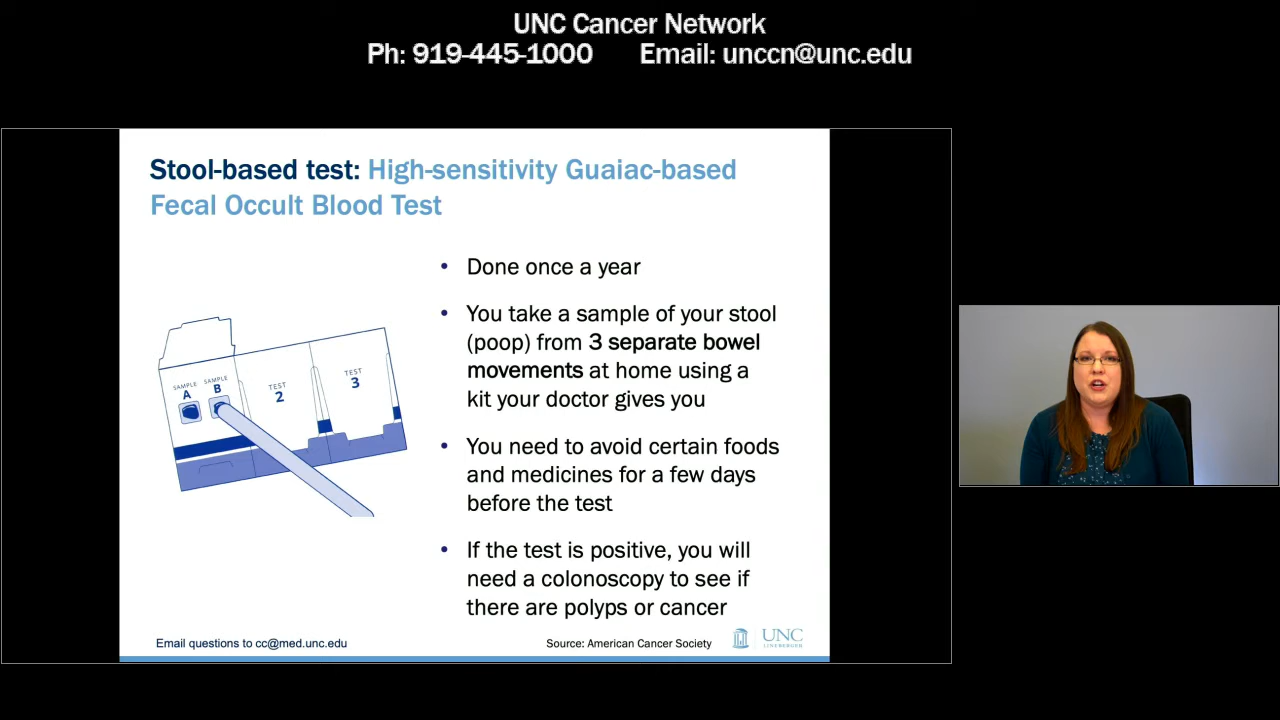 UNC Cancer Network
Ph: 919-445-1000 Email: unccn@unc.edu
Stool-based test: High-sensitivity Guaiac-based
Fecal Occult Blood Test
• Done once a year
• You take a sample of your stool
(poop) from 3 separate bowel
movements at home using a
kit your doctor gives you
• You need to avoid certain foods
and medicines for a few days
before the test
• If the test is positive, you will
need a colonoscopy to see if
there are polyps or cancer
SAMPLE
A
SAMPLE
B
TEST
2
TEST
3
Email questions to cc@med.unc.edu
Source: American Cancer Society
UNC
LINEBERGER